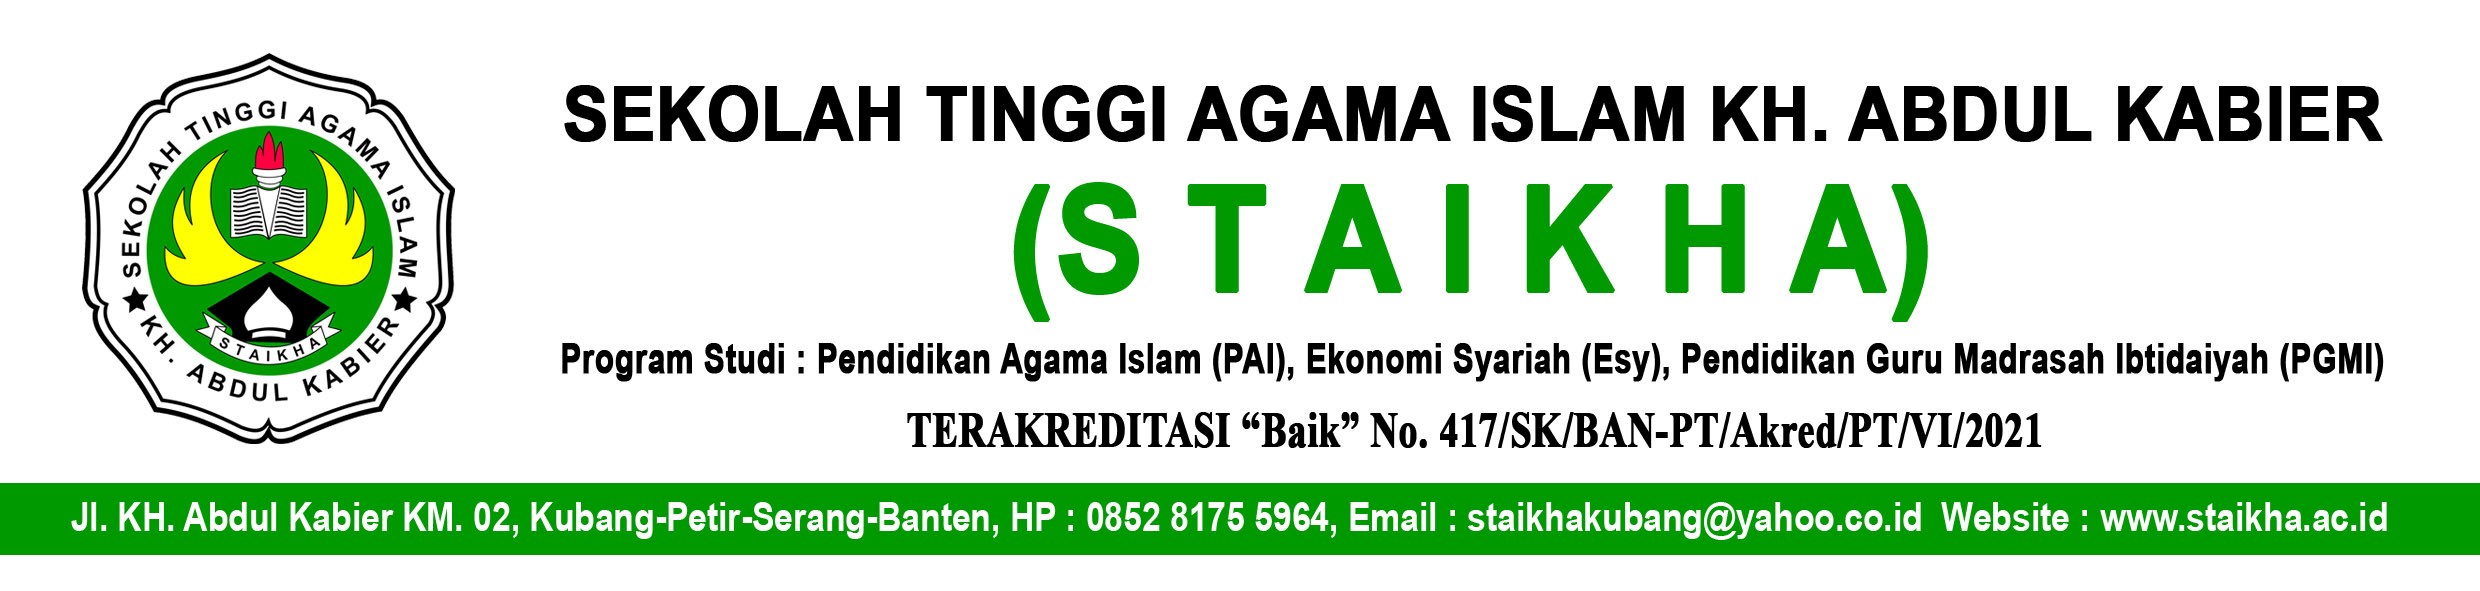 SEKOLAH TINGGI AGAMA ISLAM
KH. ABDUL KABIER
STAIKHA
SEKOLAH TINGGI AGAMA ISLAM KH. ABDUL KABIER
(S T A I K H A)
Program Studi : Pendidikan Agama Islam (PAI), Ekonomi Syariah (Esy), Pendidikan Guru Madrasah Ibtidaiyah (PGMI)
TERAKREDITASI “Baik” No. 417/SK/BAN-PT/Akred/PT/VI/2021
Jl. KH. Abdul Kabier KM. 02, Kubang-Petir-Serang-Banten, HP : 0852 8175 5964, Email : staikhakubang@yahoo.co.id Website : www.staikha.ac.id